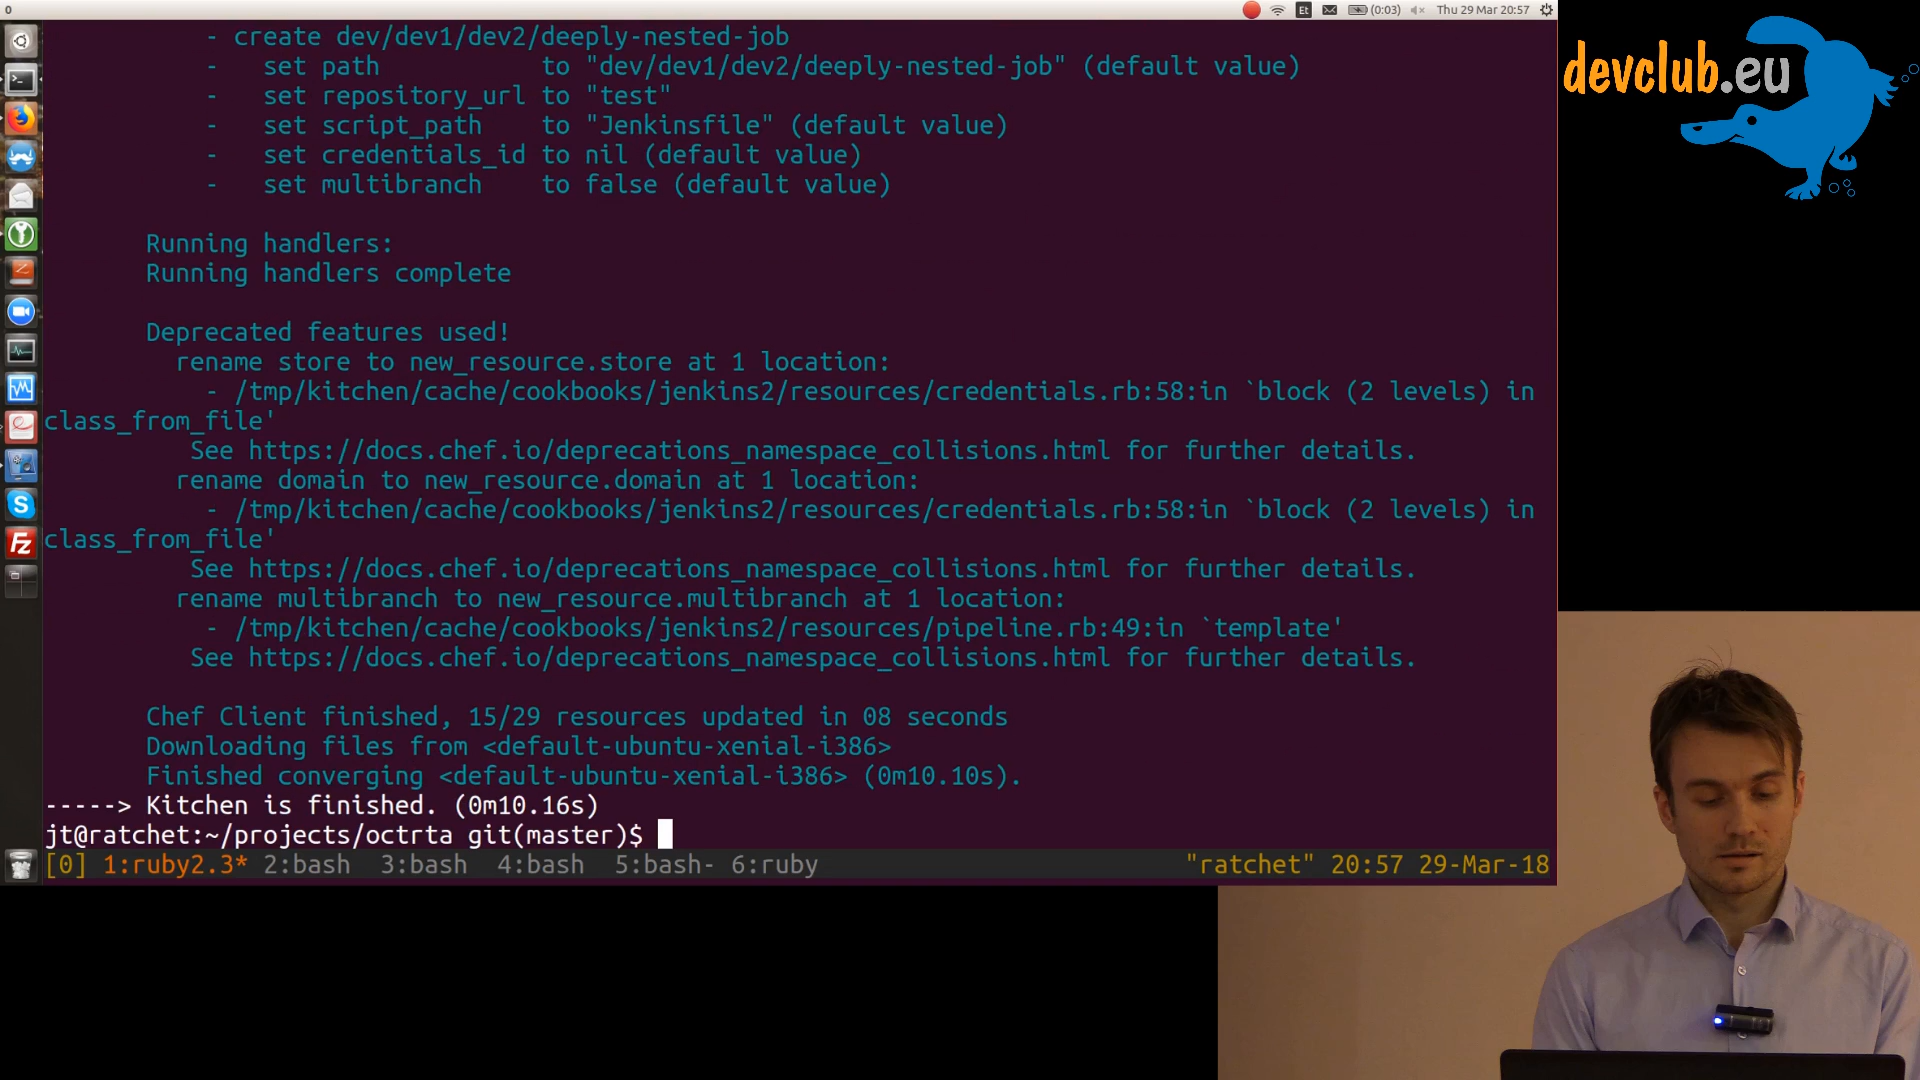 0
Et
(0:03)
Thu 29 Mar 20:57
- create dev/dev1/dev2/deeply-nested-job
- set path to "dev/dev1/dev2/deeply-nested-job" (default value)
- set repository_url to "test"
- set script_path to "Jenkinsfile" (default value)
- set credentials_id to nil (default value)
- set multibranch to false (default value)
Running handlers:
Running handlers complete
Deprecated features used!
rename store to new_resource.store at 1 location:
- /tmp/kitchen/cache/cookbooks/jenkins2/resources/credentials.rb:58:in `block (2 levels) in
class_from_file'
See https://docs.chef.io/deprecations_namespace_collisions.html for further details.
rename domain to new_resource.domain at 1 location:
- /tmp/kitchen/cache/cookbooks/jenkins2/resources/credentials.rb:58:in `block (2 levels) in
class_from_file'
See https://docs.chef.io/deprecations_namespace_collisions.html for further details.
rename multibranch to new_resource.multibranch at 1 location:
- /tmp/kitchen/cache/cookbooks/jenkins2/resources/pipeline.rb:49:in `template'
See https://docs.chef.io/deprecations_namespace_collisions.html for further details.
Chef Client finished, 15/29 resources updated in 08 seconds
Downloading files from <default-ubuntu-xenial-i386>
Finished converging <default-ubuntu-xenial-i386> (0m10.10s).
-----> Kitchen is finished. (0m10.16s)
jt@ratchet:~/projects/octrta git(master)$
[0] 1:ruby2.3* 2:bash 3:bash 4:bash 5:bash- 6:ruby "ratchet" 20:57 29-Mar-18
devclub.eu
S
Fz